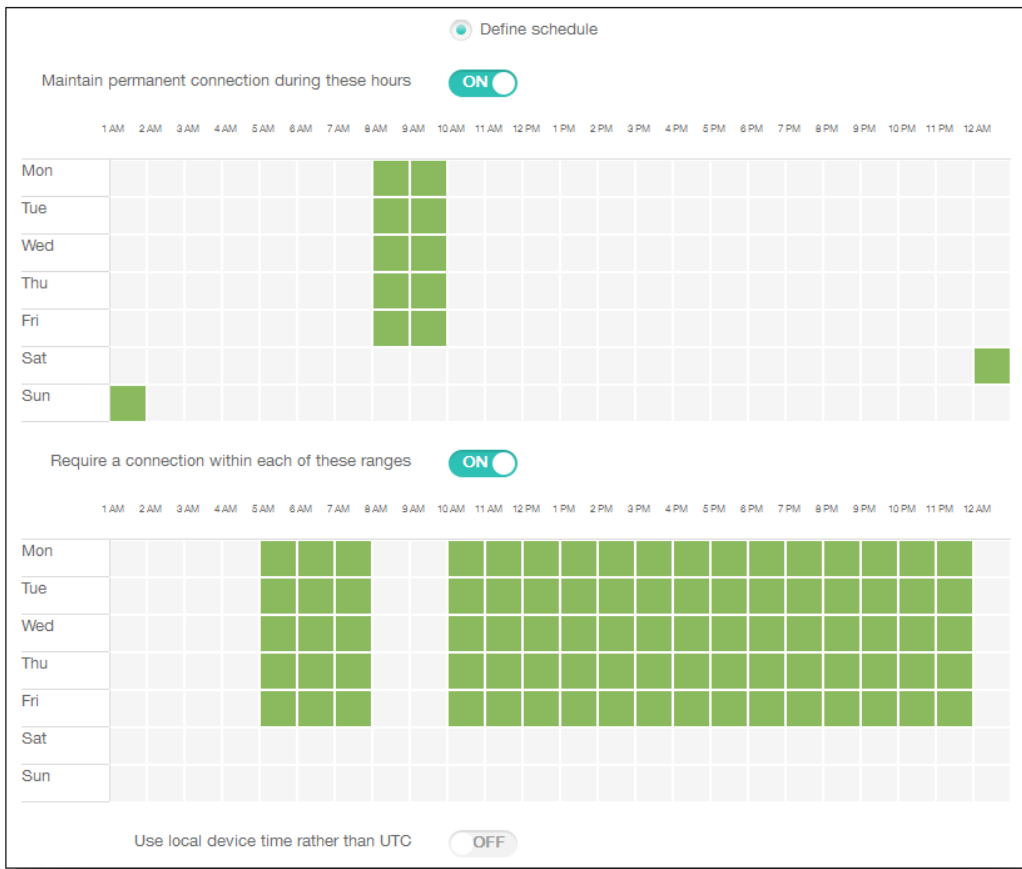 Define schedule
Maintain permanent connection during these hours ON
1 AM 2 AM 3 AM 4 AM 5 AM 6 AM 7 AM 8 AM 9 AM 10 AM 11 AM 12 PM 1 PM 2 PM 3 PM 4 PM 5 PM 6 PM 7 PM 8 PM 9 PM 10 PM 11 PM 12 AM
Mon
Tue
Wed
Thu
Fri
Sat
Sun
Require a connection within each of these ranges ON
1 AM 2 AM 3 AM 4 AM 5 AM 6 AM 7 AM 8 AM 9 AM 10 AM 11 AM 12 PM 1 PM 2 PM 3 PM 4 PM 5 PM 6 PM 7 PM 8 PM 9 PM 10 PM 11 PM 12 AM
Mon
Tue
Wed
Thu
Fri
Sat
Sun
Use local device time rather than UTC OFF